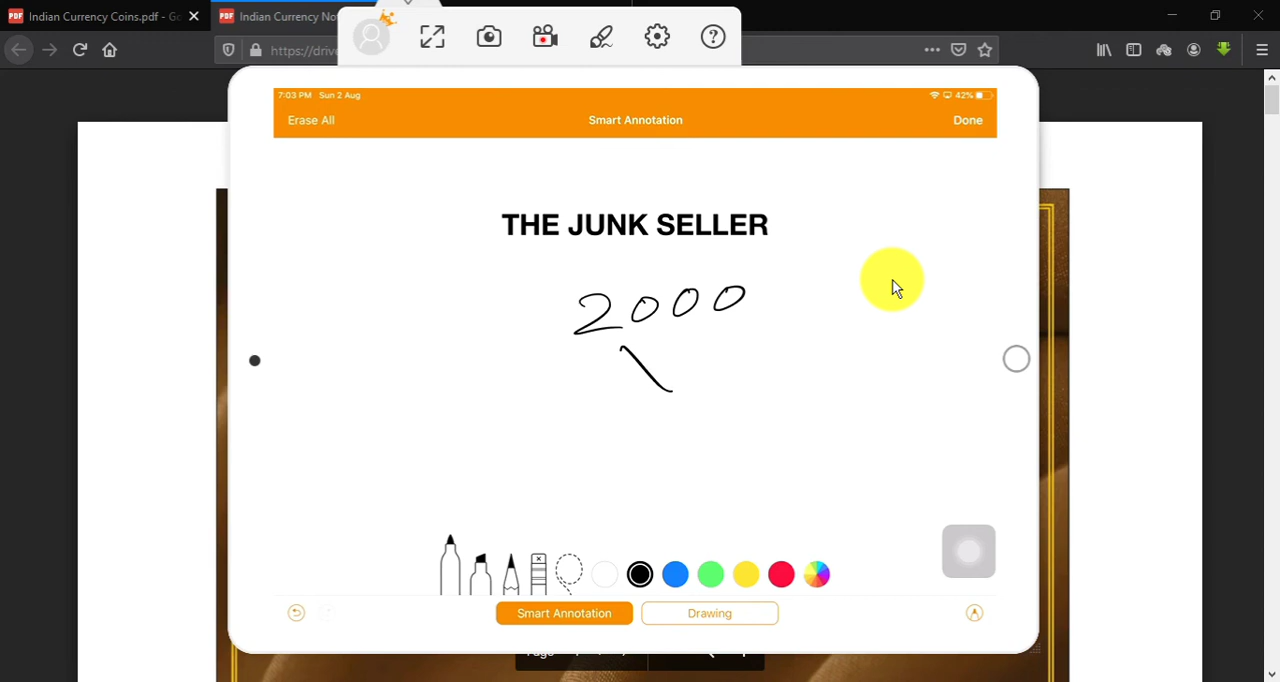 Indian Currency Coins.pdf - Go
Indian Currency No
https://drive
7:03 PM Sun 2 Aug
42%
Erase All
Smart Annotation
Done
THE JUNK SELLER
2000
Smart Annotation
Drawing
Page